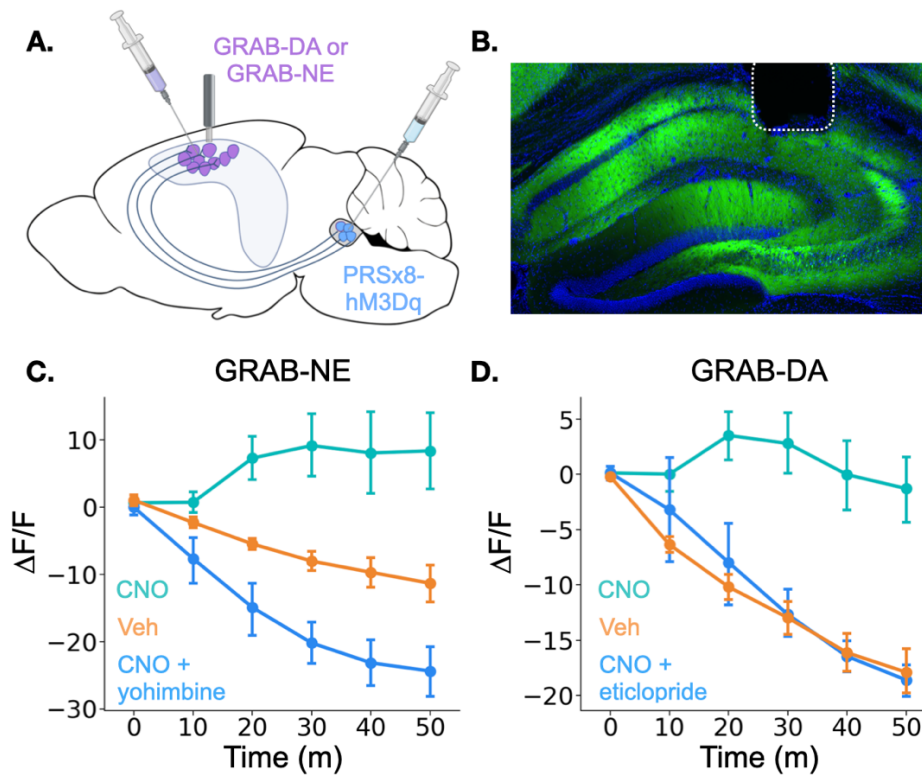 A.
GRAB-DA or
GRAB-NE
PRSx8-
hM3Dq
B.
C.
GRAB-NE
ΔF/F
10
0
−10
−20
−30
CNO
Veh
CNO +
yohimbine
0 10 20 30 40 50
Time (m)
D.
GRAB-DA
ΔF/F
5
0
−5
−10
−15
−20
CNO
Veh
CNO +
eticlopride
0 10 20 30 40 50
Time (m)